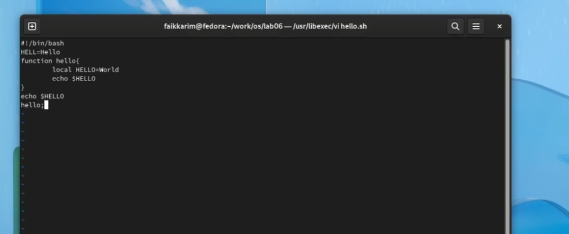 faikkarim@fedora:~/work/os/lab06 — /usr/libexec/vi hello.sh
#!/bin/bash
HELL=Hello
function hello{
        local HELLO=World
        echo $HELLO
}
echo $HELLO
hello;
~
~
~
~
~
~
~
~
~
~
~
~
~
~